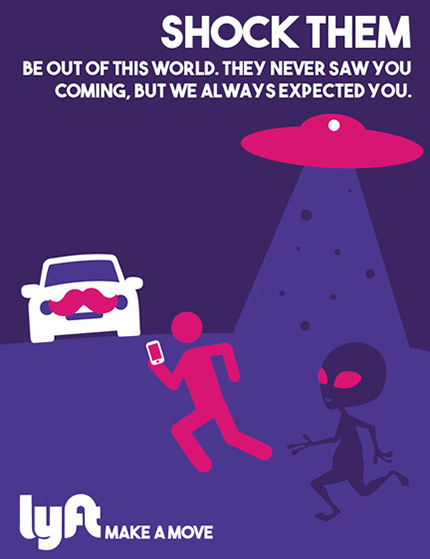 SHOCK THEM
BE OUT OF THIS WORLD. THEY NEVER SAW YOU
COMING, BUT WE ALWAYS EXPECTED YOU.
lyft MAKE A MOVE